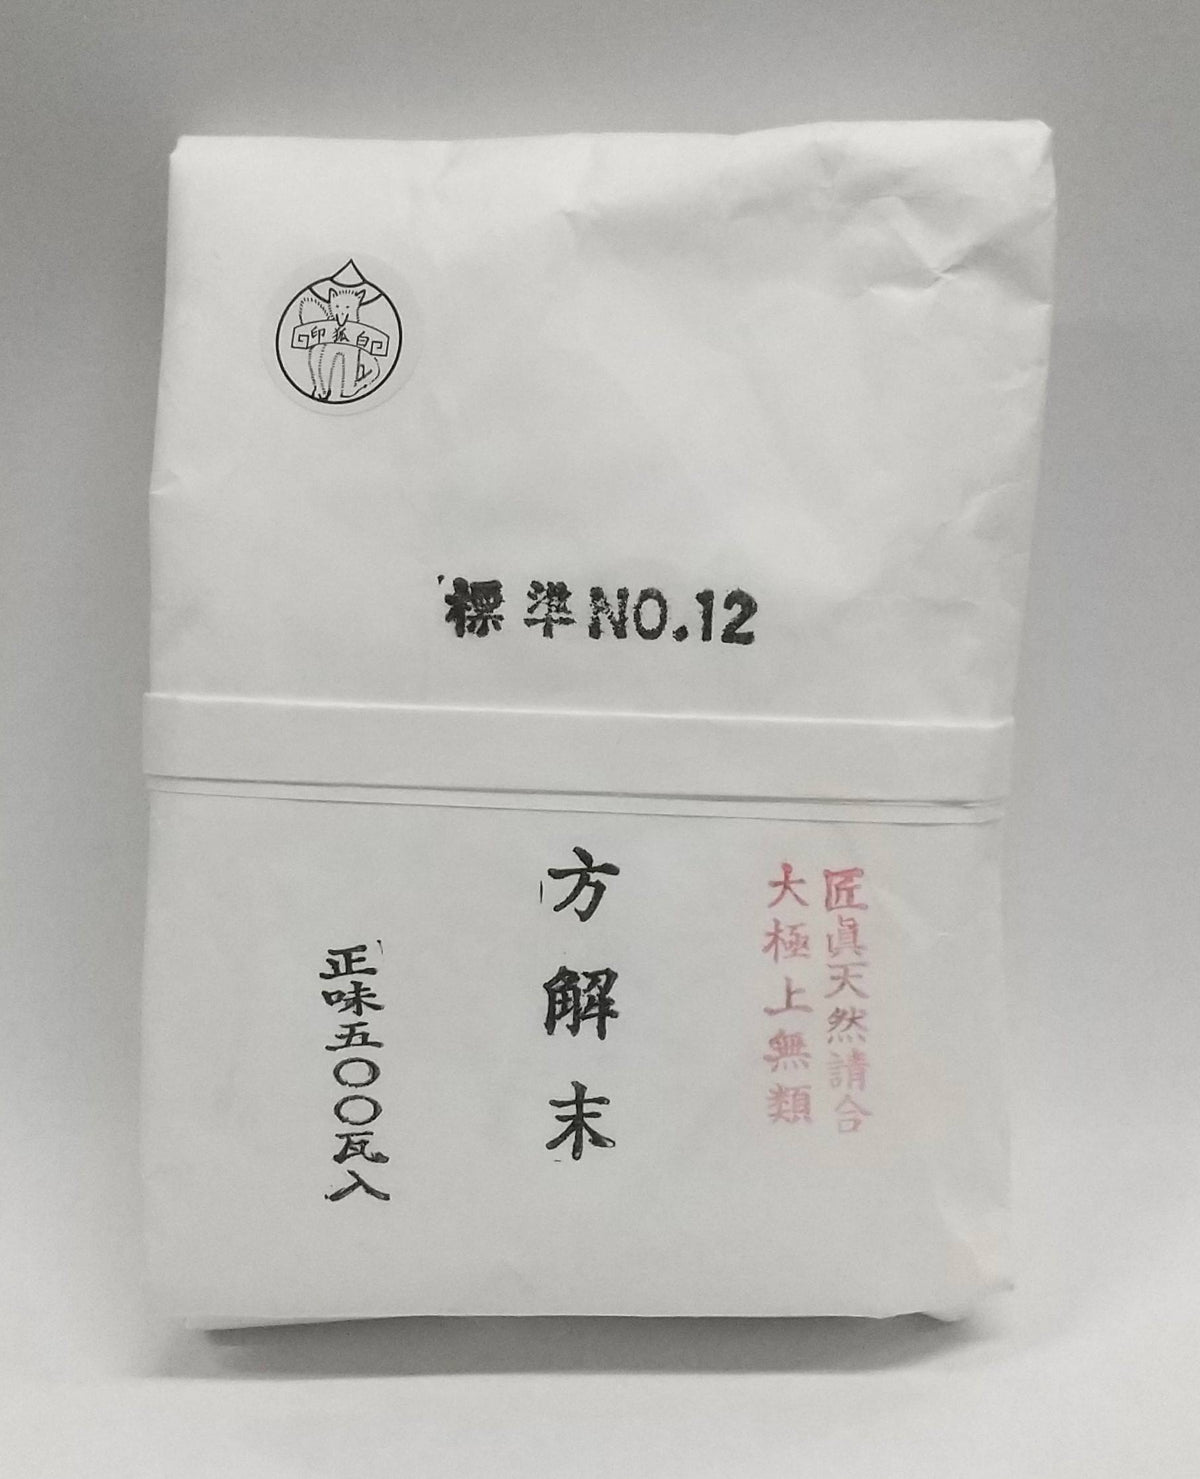 印狐白
標準NO.12
匠眞天然請合
大極上無類
方解末
正味五〇〇瓦入